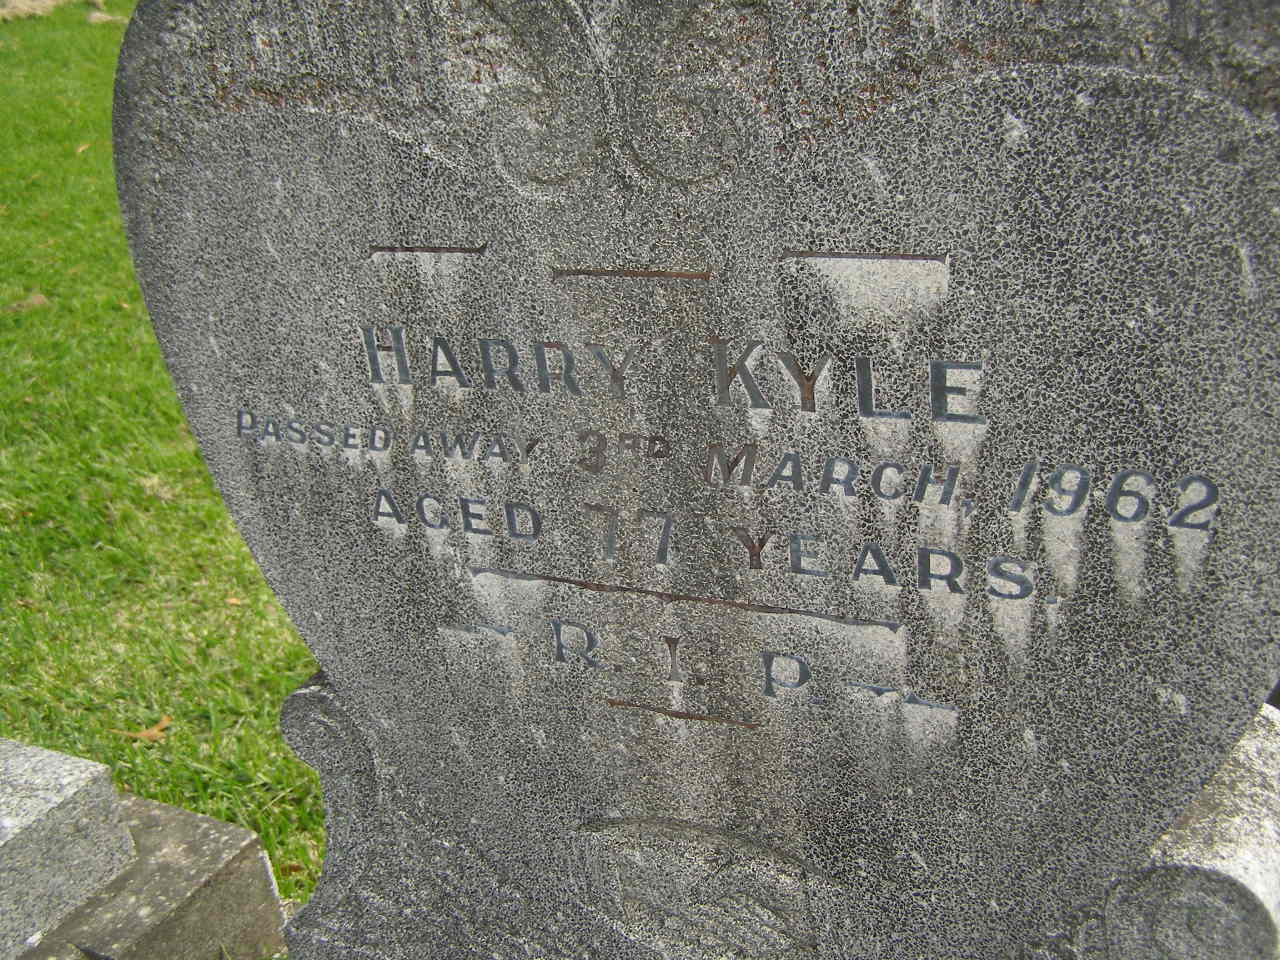 HARRY KYLE
PASSED AWAY 3RD MARCH, 1962
AGED 77 YEARS.
R.I.P.